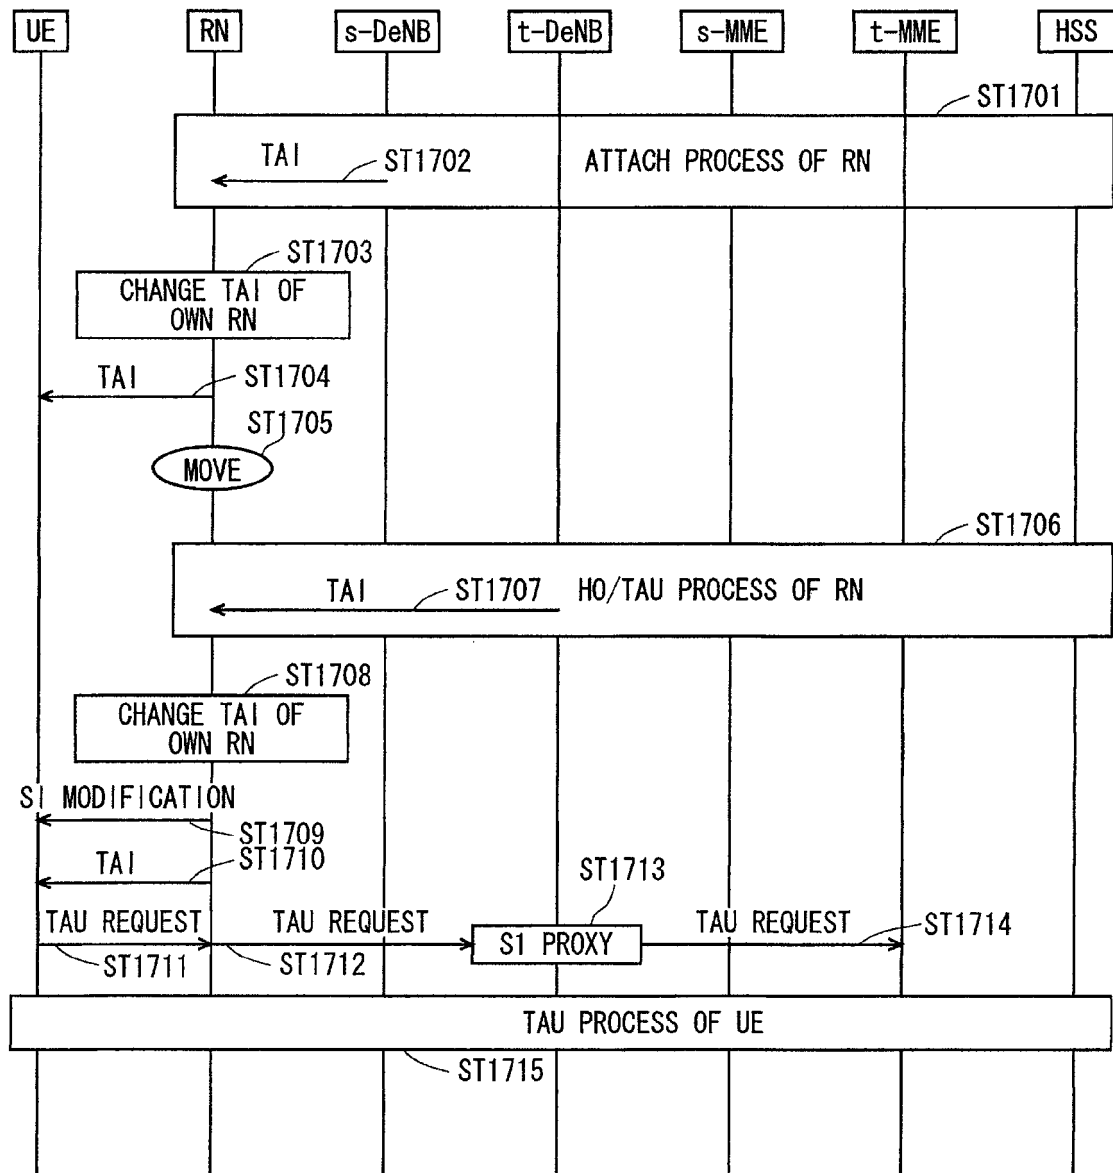 UE RN s-DeNB t-DeNB s-MME t-MME HSS
ST1701
TAI ST1702 ATTACH PROCESS OF RN
ST1703
CHANGE TAI OF
OWN RN
TAI ST1704
ST1705
MOVE
ST1706
TAI ST1707 HO/TAU PROCESS OF RN
ST1708
CHANGE TAI OF
OWN RN
SI MODIFICATION
ST1709
TAI ST1710
ST1713
TAU REQUEST TAU REQUEST S1 PROXY TAU REQUEST ST1714
ST1711 ST1712
TAU PROCESS OF UE
ST1715